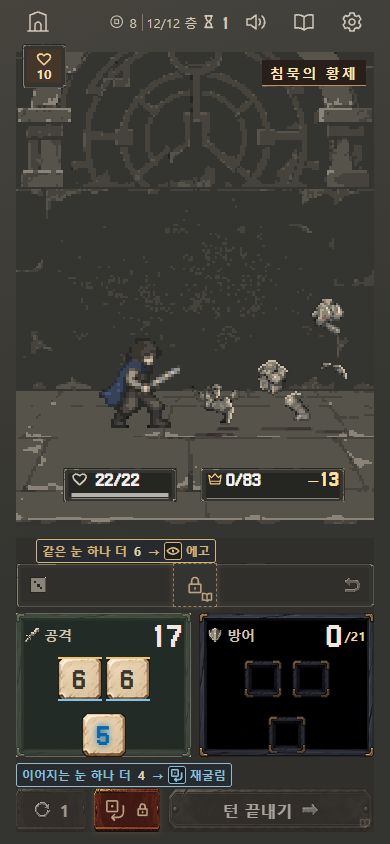 8 12/12 층 1
10
침묵의 황제
22/22
0/83 –13
같은 눈 하나 더 6 → 에고
공격 17
방어 0/21
6 6
5
이어지는 눈 하나 더 4 → 재굴림
1
턴 끝내기 ⇒